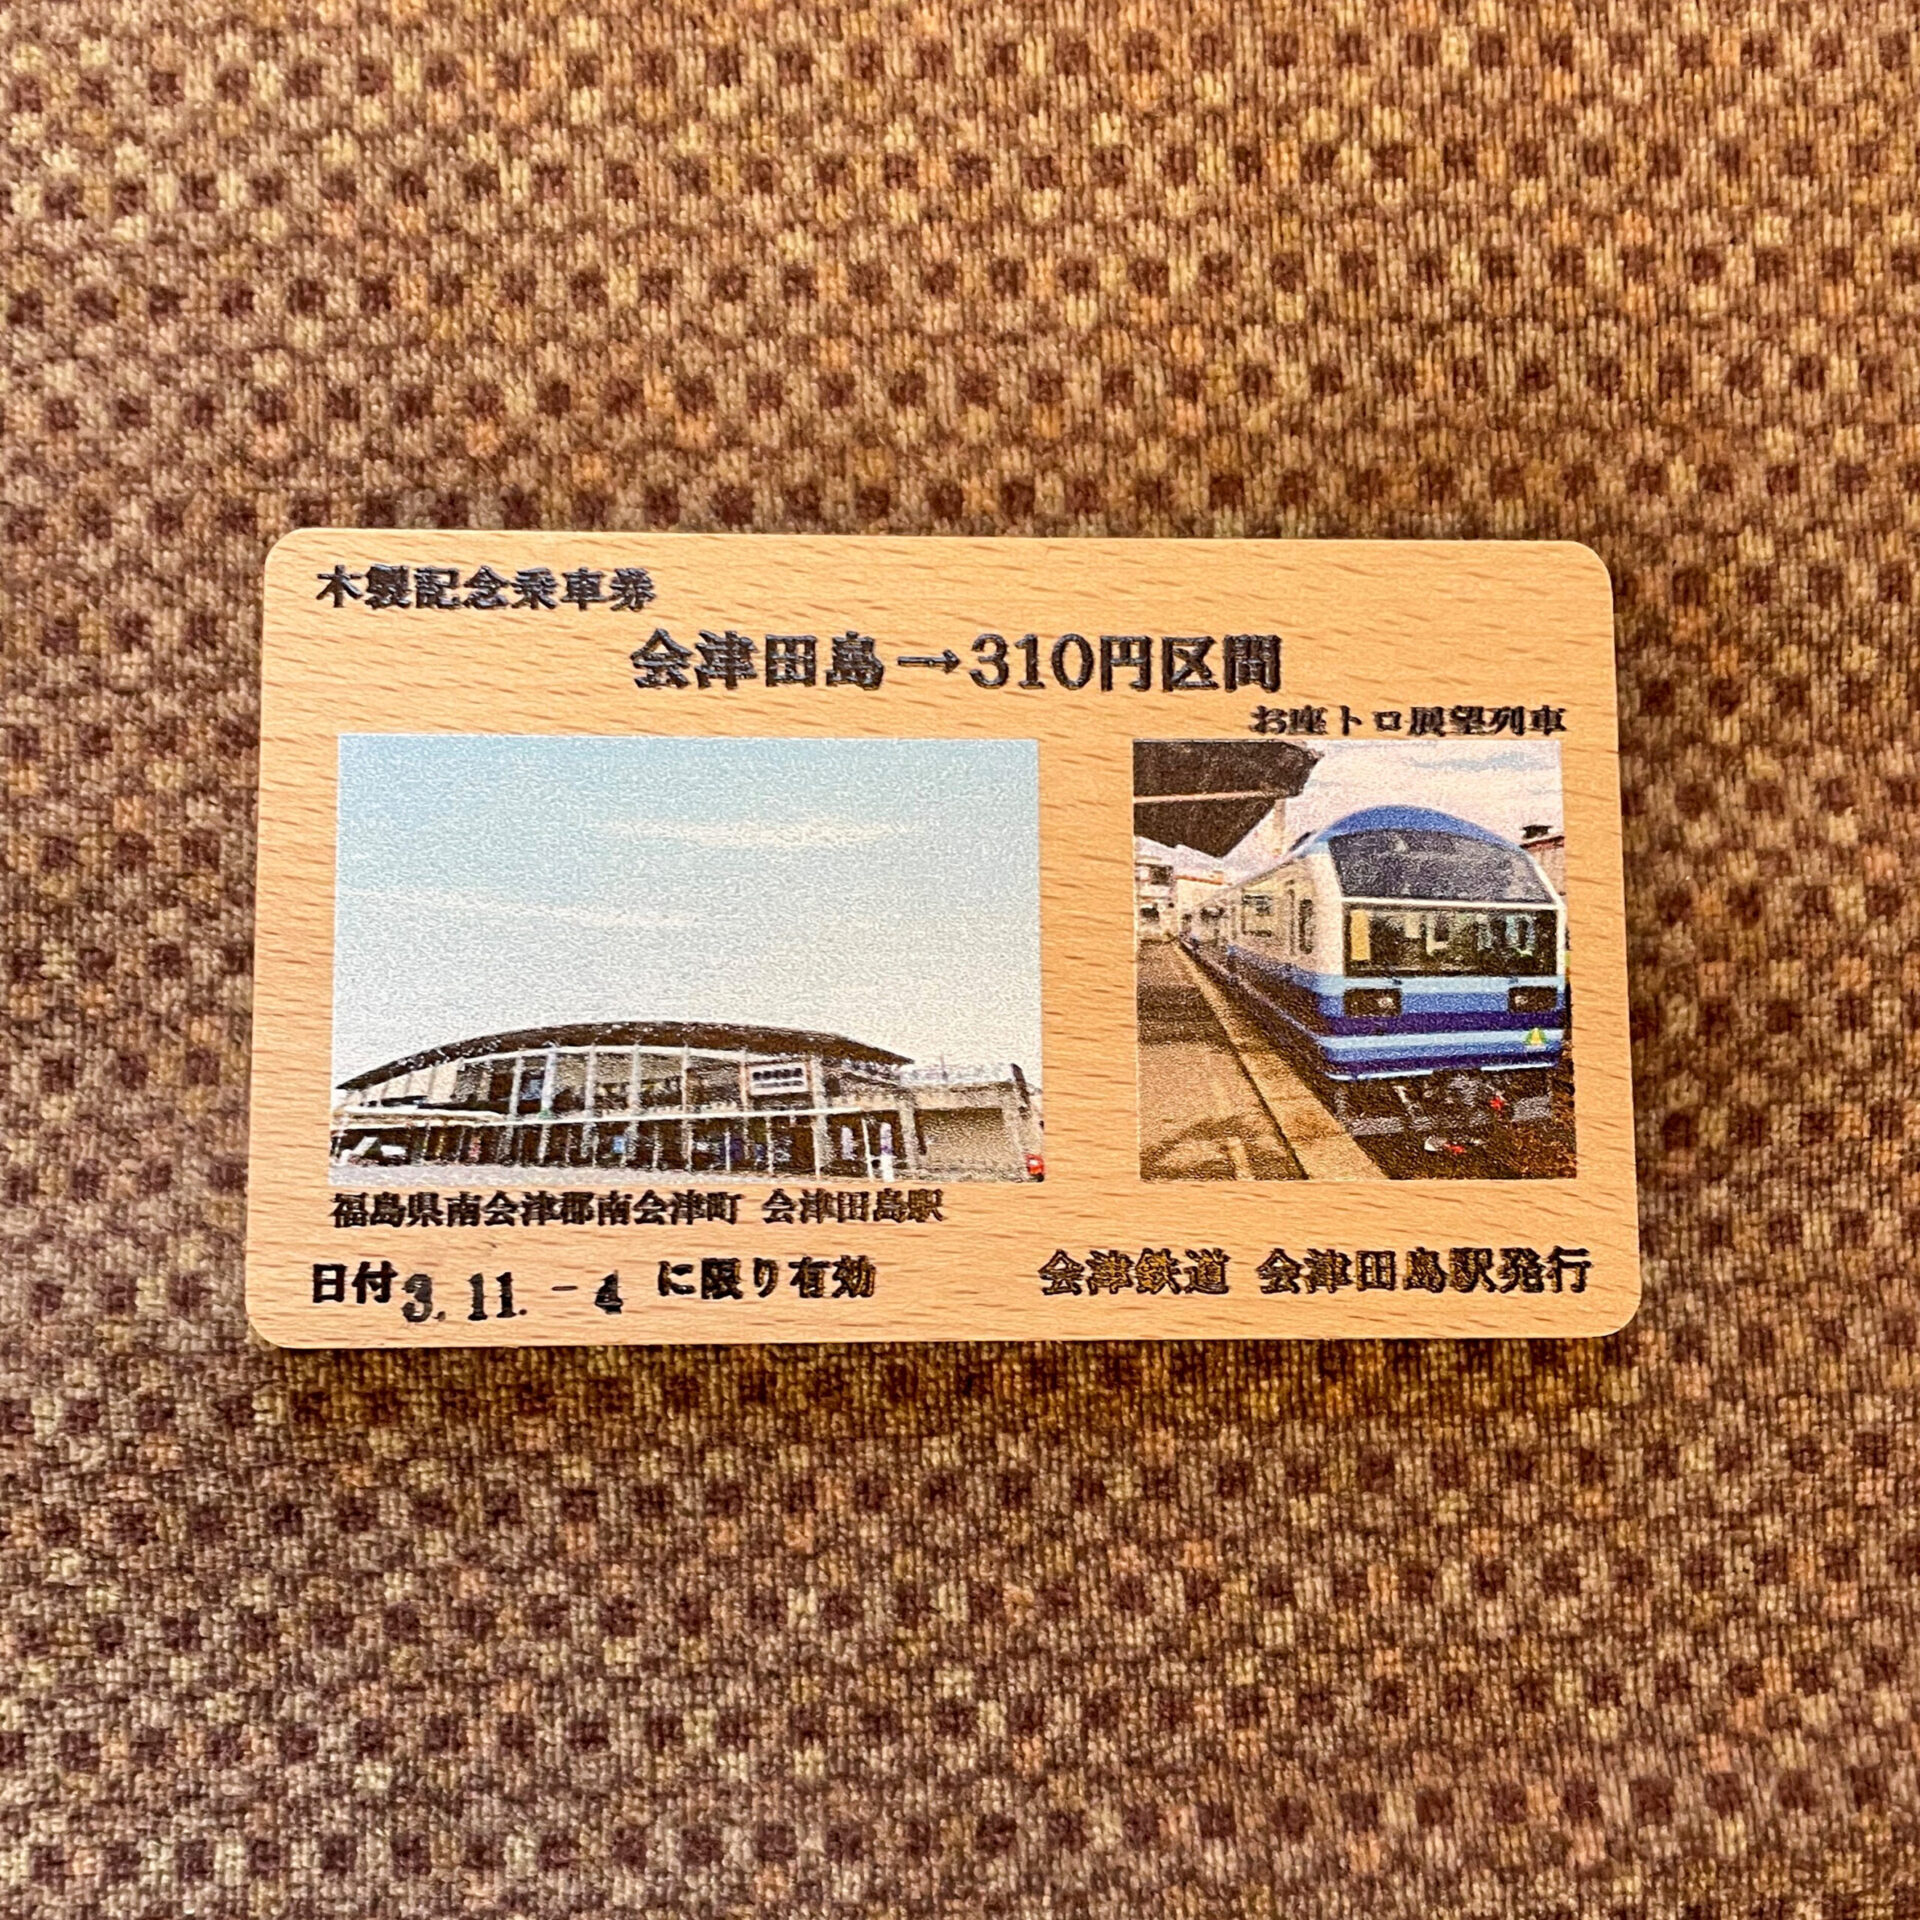 木製記念乗車券
会津田島→310円区間
お座トロ展望列車
福島県南会津郡南会津町 会津田島駅
日付 3.11.-4 に限り有効
会津鉄道 会津田島駅発行